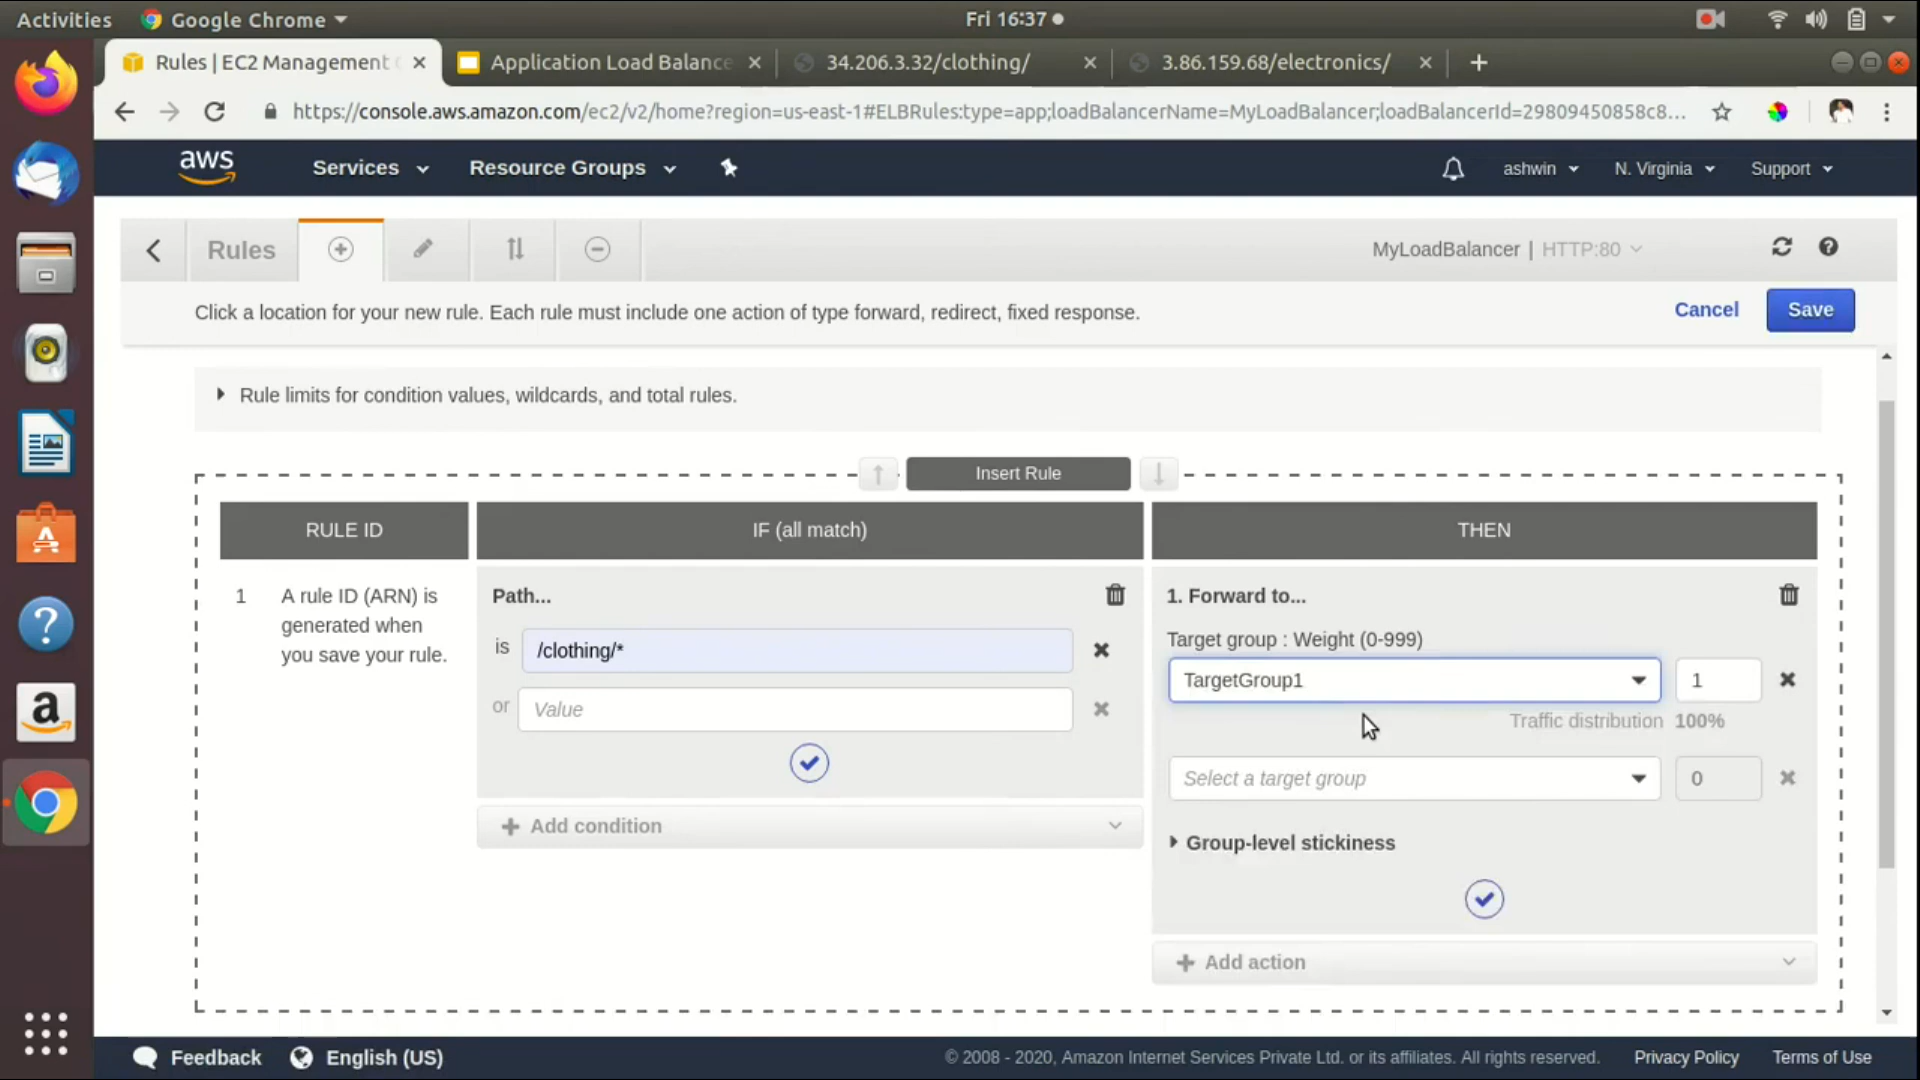 Activities
Google Chrome
Fri 16:37
Rules | EC2 Management
Application Load Balance
34.206.3.32/clothing/
3.86.159.68/electronics/
https://console.aws.amazon.com/ec2/v2/home?region=us-east-1#ELBRules:type=app;loadBalancerName=MyLoadBalancer;loadBalancerId=29809450858c8...
aws
Services
Resource Groups
ashwin
N. Virginia
Support
Rules
MyLoadBalancer | HTTP:80
Click a location for your new rule. Each rule must include one action of type forward, redirect, fixed response.
Cancel
Save
Rule limits for condition values, wildcards, and total rules.
Insert Rule
RULE ID
IF (all match)
THEN
1
A rule ID (ARN) is
generated when
you save your rule.
Path...
is
/clothing/*
or
Value
Add condition
1. Forward to...
Target group : Weight (0-999)
TargetGroup1
1
Traffic distribution 100%
Select a target group
0
Group-level stickiness
Add action
Feedback
English (US)
© 2008 - 2020, Amazon Internet Services Private Ltd. or its affiliates. All rights reserved.
Privacy Policy
Terms of Use